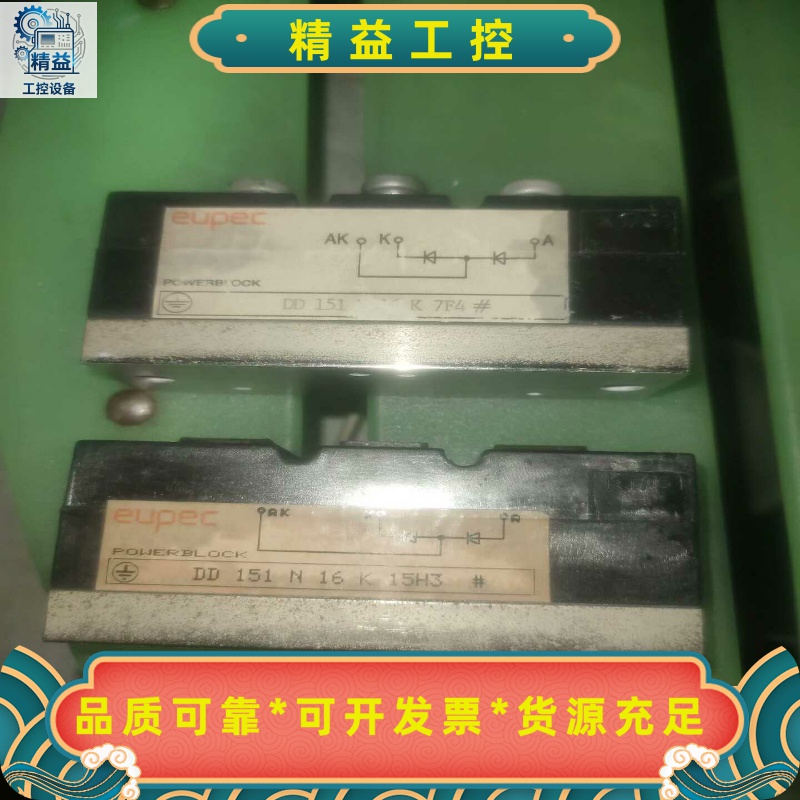 精益工控
精益
工控设备
eupec
AK K A
POWERBLOCK
DD 151 16 K 7F4 #
eupec
AK
A
POWERBLOCK
DD 151 N 16 K 15H3 #
品质可靠*可开发票*货源充足